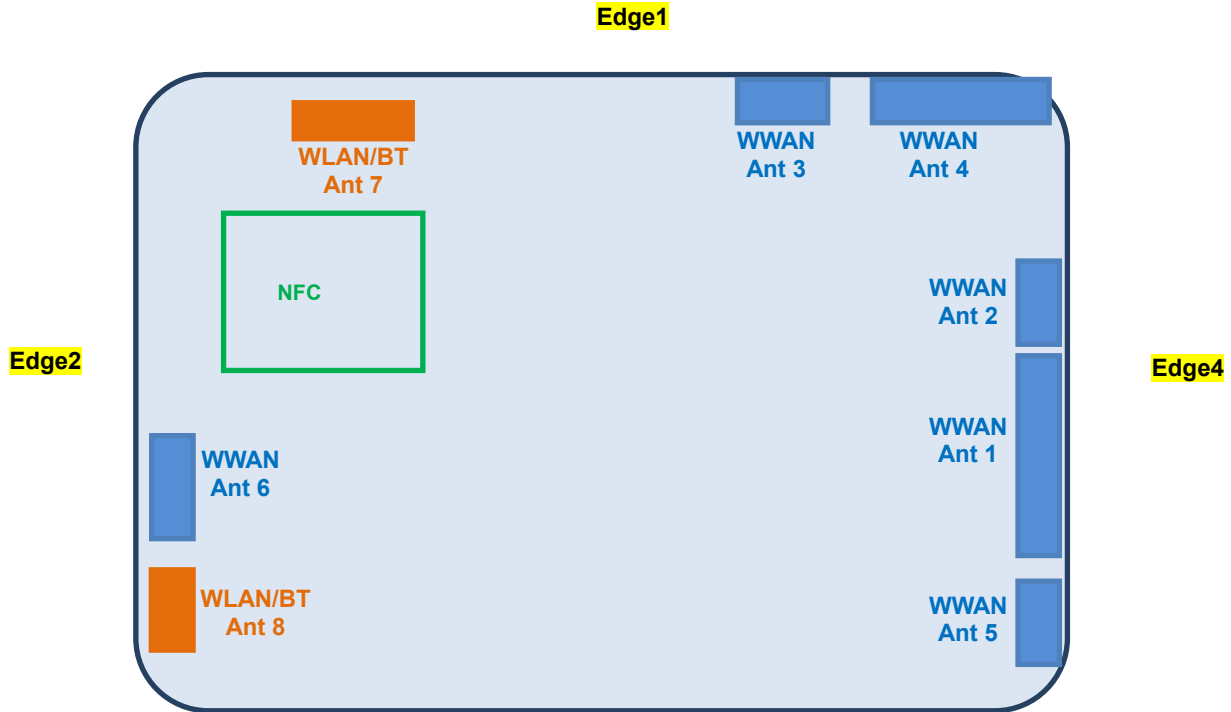 Edge1
WLAN/BT
Ant 7
WWAN
Ant 3
WWAN
Ant 4
NFC
WWAN
Ant 2
Edge2
Edge4
WWAN
Ant 1
WWAN
Ant 6
WLAN/BT
Ant 8
WWAN
Ant 5